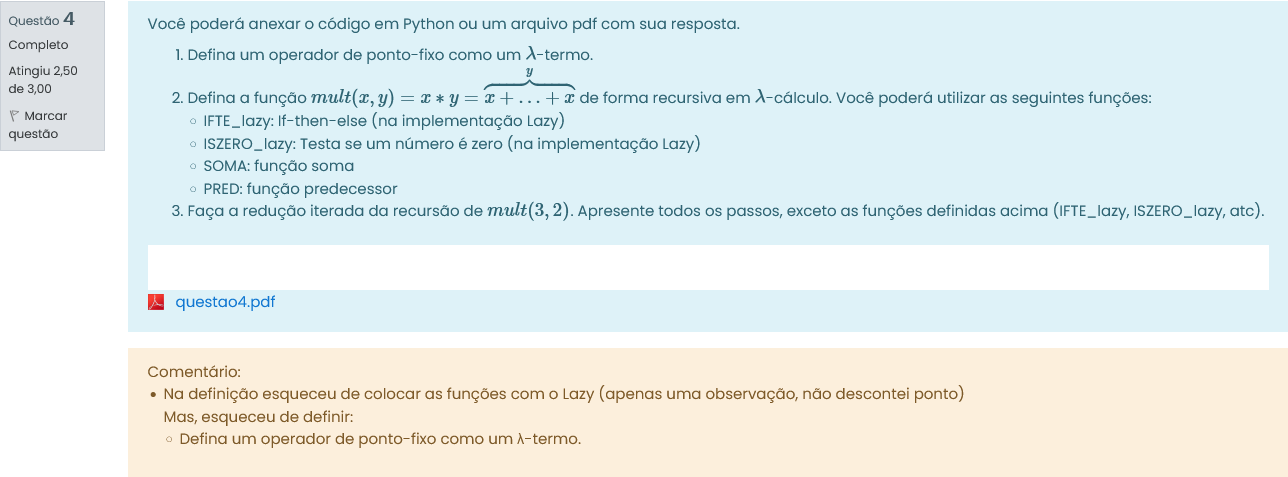 Questão 4
Completo
Atingiu 2,50
de 3,00
Marcar
questão
Você poderá anexar o código em Python ou um arquivo pdf com sua resposta.
1. Defina um operador de ponto-fixo como um λ-termo.
y
2. Defina a função mult(x, y) = x * y = x + ... + x de forma recursiva em λ-cálculo. Você poderá utilizar as seguintes funções:
IFTE_lazy: If-then-else (na implementação Lazy)
ISZERO_lazy: Testa se um número é zero (na implementação Lazy)
SOMA: função soma
PRED: função predecessor
3. Faça a redução iterada da recursão de mult(3, 2). Apresente todos os passos, exceto as funções definidas acima (IFTE_lazy, ISZERO_lazy, atc).
questao4.pdf
Comentário:
• Na definição esqueceu de colocar as funções com o Lazy (apenas uma observação, não descontei ponto)
Mas, esqueceu de definir:
Defina um operador de ponto-fixo como um λ-termo.